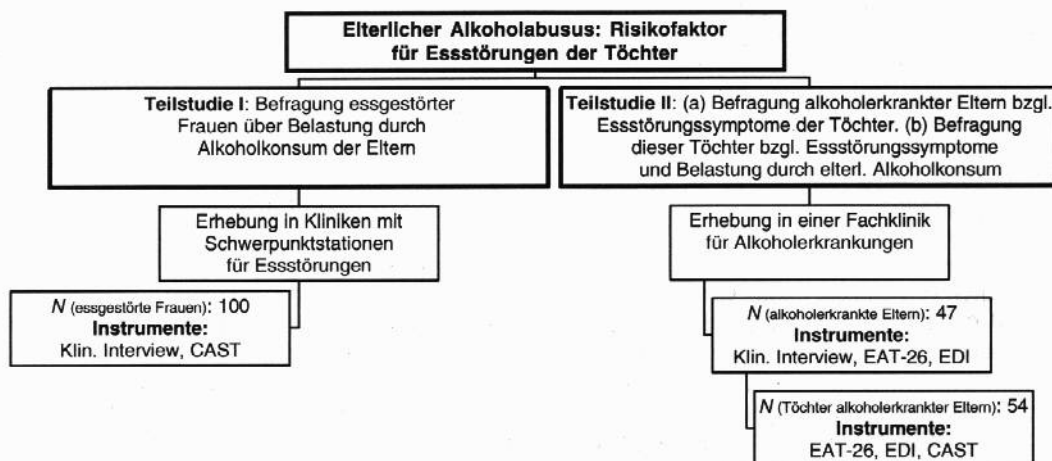 Elterlicher Alkoholabusus: Risikofaktor
für Essstörungen der Töchter
Teilstudie I: Befragung essgestörter
Frauen über Belastung durch
Alkoholkonsum der Eltern
Erhebung in Kliniken mit
Schwerpunktstationen
für Essstörungen
N (essgestörte Frauen): 100
Instrumente:
Klin. Interview, CAST
Teilstudie II: (a) Befragung alkoholerkrankter Eltern bzgl.
Essstörungssymptome der Töchter. (b) Befragung
dieser Töchter bzgl. Essstörungssymptome
und Belastung durch elterl. Alkoholkonsum
Erhebung in einer Fachklinik
für Alkoholerkrankungen
N (alkoholerkrankte Eltern): 47
Instrumente:
Klin. Interview, EAT-26, EDI
N (Töchter alkoholerkrankter Eltern): 54
Instrumente:
EAT-26, EDI, CAST